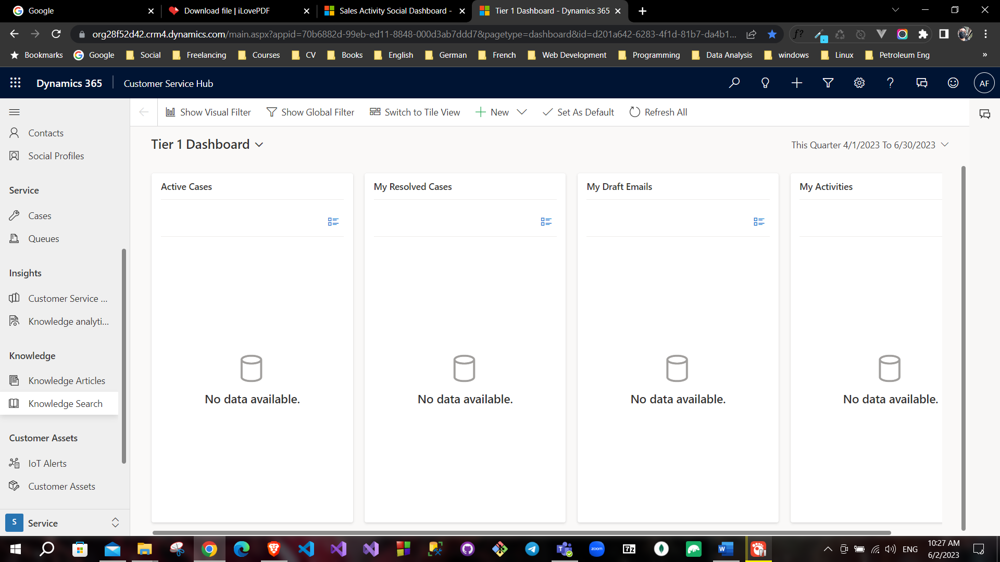 Google
Download file | iLovePDF
Sales Activity Social Dashboard -
Tier 1 Dashboard - Dynamics 365
org28f52d42.crm4.dynamics.com/main.aspx?appid=70b6882d-99eb-ed11-8848-000d3ab7ddd7&pagetype=dashboard&id=d201a642-6283-4f1d-81b7-da4b1...
f?
Bookmarks
Google
Social
Freelancing
Courses
CV
Books
English
German
French
Web Development
Programming
Data Analysis
windows
Linux
Petroleum Eng
»
Dynamics 365
Customer Service Hub
AF
Show Visual Filter
Show Global Filter
Switch to Tile View
New
Set As Default
Refresh All
Contacts
Social Profiles
Service
Cases
Queues
Insights
Customer Service ...
Knowledge analyti...
Knowledge
Knowledge Articles
Knowledge Search
Customer Assets
IoT Alerts
Customer Assets
S
Service
Tier 1 Dashboard
This Quarter 4/1/2023 To 6/30/2023
Active Cases
My Resolved Cases
My Draft Emails
My Activities
No data available.
No data available.
No data available.
No data available.
zoom
7z
ENG
10:27 AM
6/2/2023